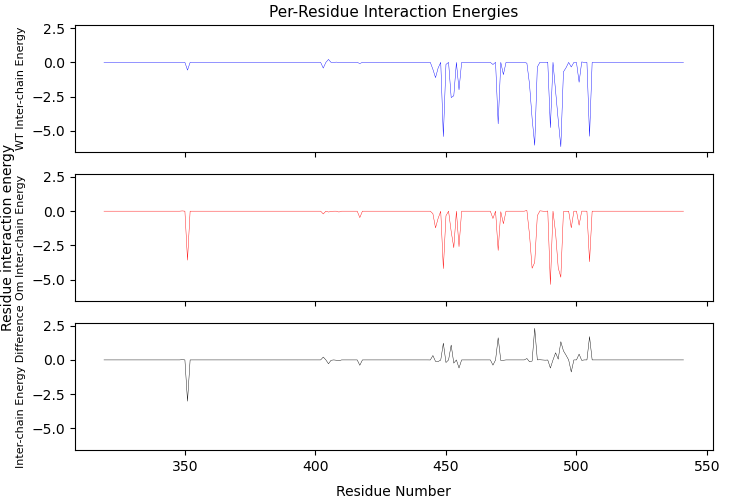 Per-Residue Interaction Energies
Residue interaction energy
WT Inter-chain Energy
2.5
0.0
−2.5
−5.0
Om Inter-chain Energy
2.5
0.0
−2.5
−5.0
Inter-chain Energy Difference
2.5
0.0
−2.5
−5.0
350
400
450
500
550
Residue Number